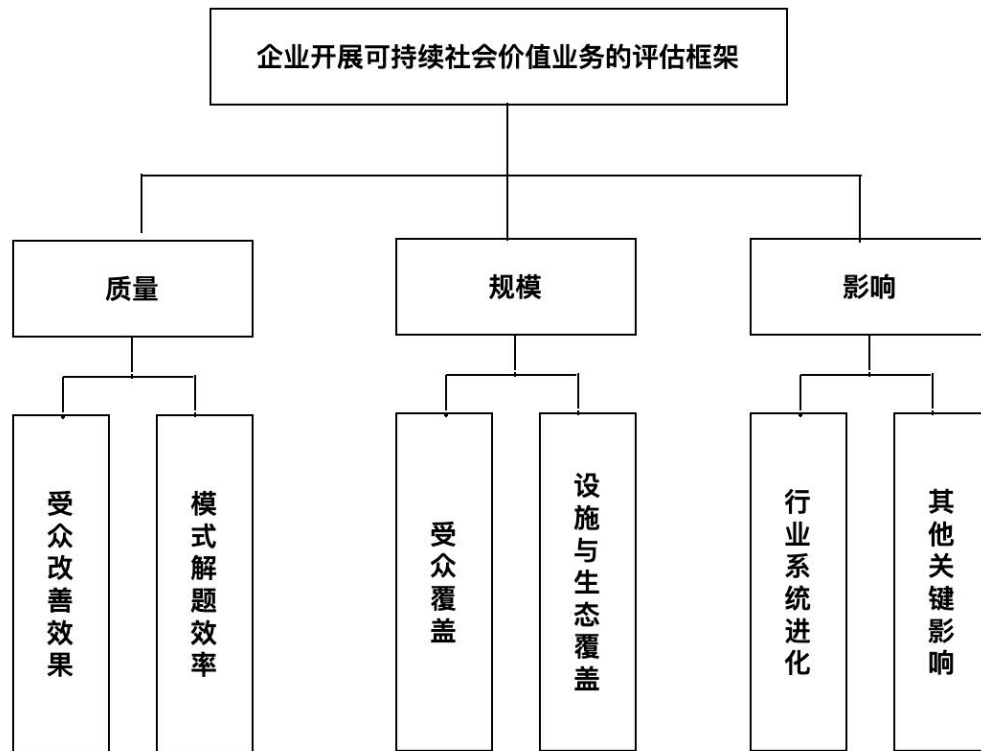 企业开展可持续社会价值业务的评估框架
质量
规模
影响
受众改善效果
模式解题效率
受众覆盖
设施与生态覆盖
行业系统进化
其他关键影响